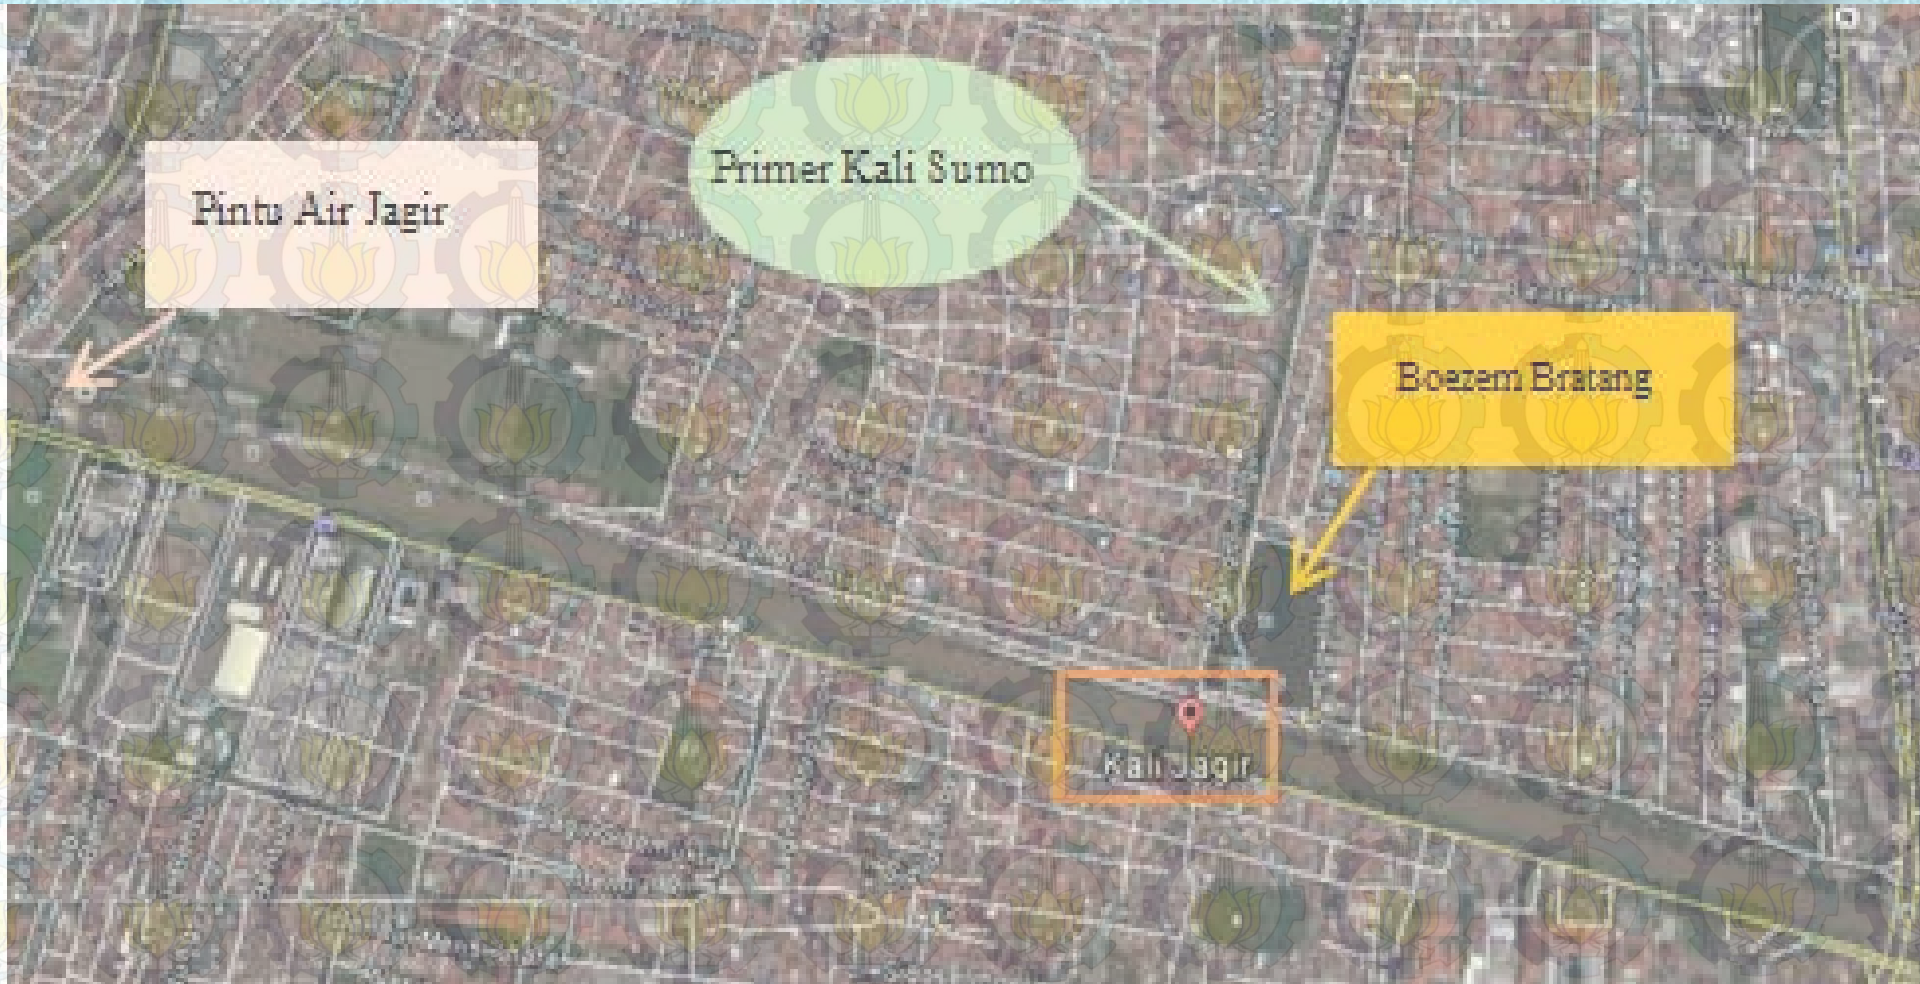 Primer Kali Sumo
Pintu Air Jagir
Boezem Bratang
Kali Jagir